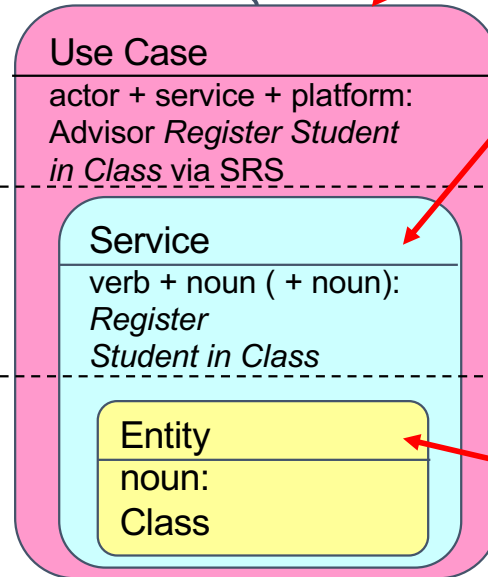 Use Case
actor + service + platform:
Advisor Register Student
in Class via SRS
Service
verb + noun ( + noun):
Register
Student in Class
Entity
noun:
Class